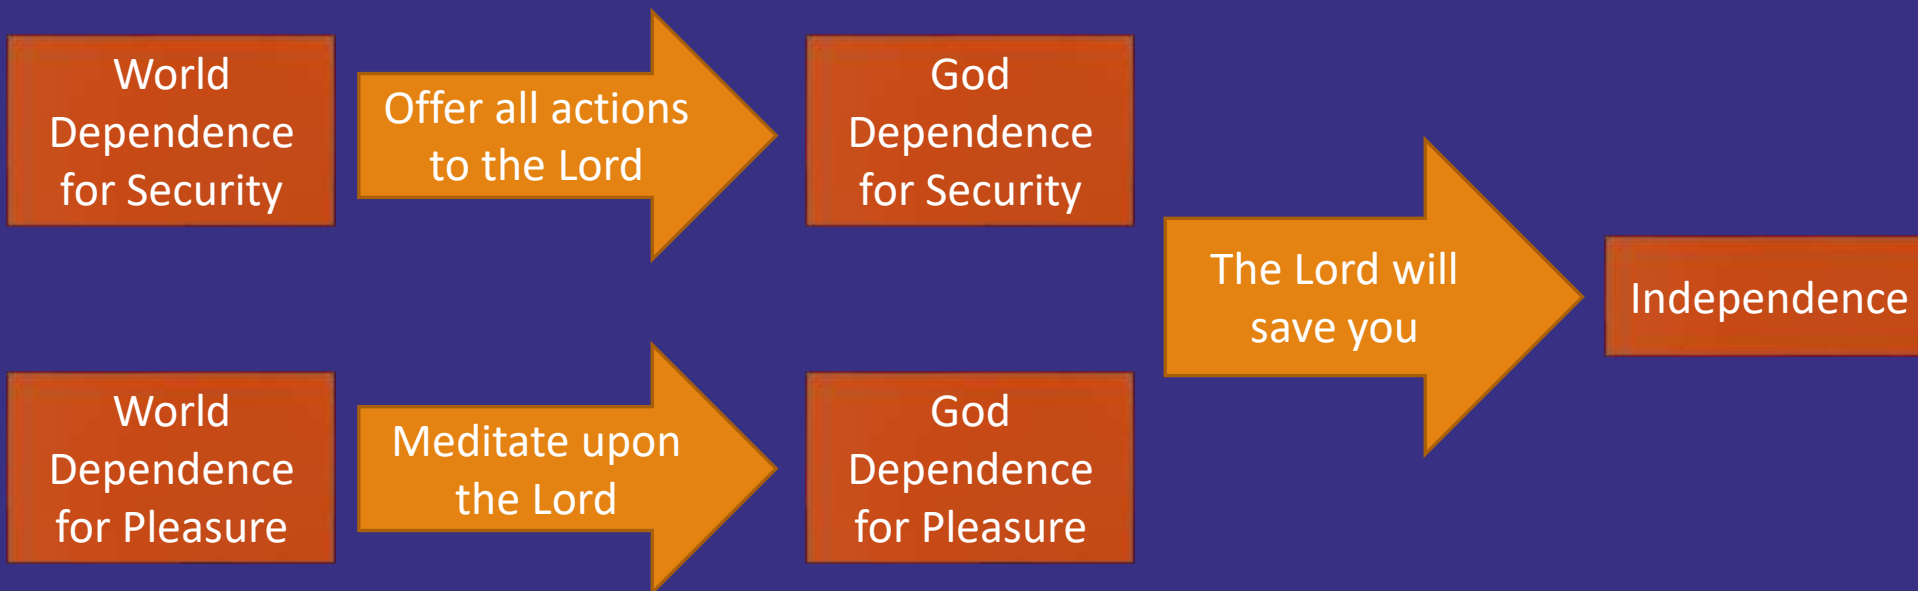 World
Dependence
for Security
Offer all actions
to the Lord
God
Dependence
for Security
The Lord will
save you
Independence
World
Dependence
for Pleasure
Meditate upon
the Lord
God
Dependence
for Pleasure